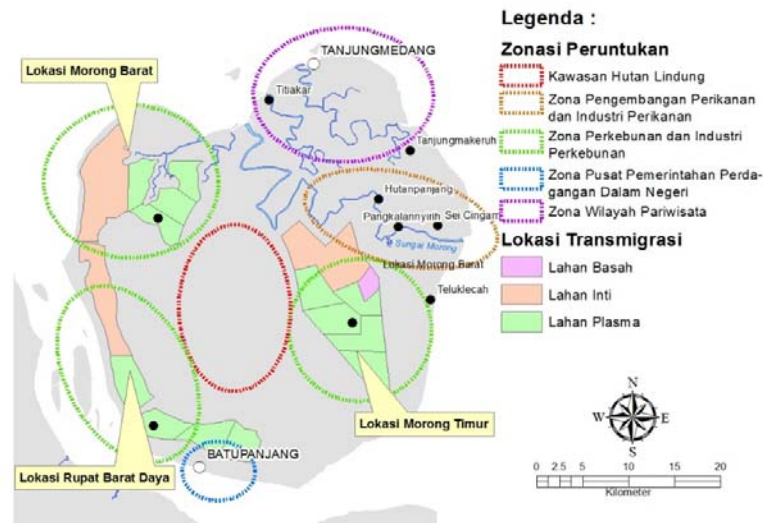 Legenda :
Zonasi Peruntukan
Kawasan Hutan Lindung
Zona Pengembangan Perikanan
dan Industri Perikanan
Zona Perkebunan dan Industri
Perkebunan
Zona Pusat Pemerintahan Perda-
gangan Dalam Negeri
Zona Wilayah Pariwisata
Lokasi Transmigrasi
Lahan Basah
Lahan Inti
Lahan Plasma
TANJUNGMEDANG
Lokasi Morong Barat
Titiakar
Tanjungmakeruh
Hutanpanjang
Pangkalannyirih
Sei Cingam
Sungai Morong
Lokasi Morong Barat
Teluklecah
Lokasi Morong Timur
BATUPANJANG
Lokasi Rupat Barat Daya
N
W E
S
0 2.5 5 10 15 20
Kilometer